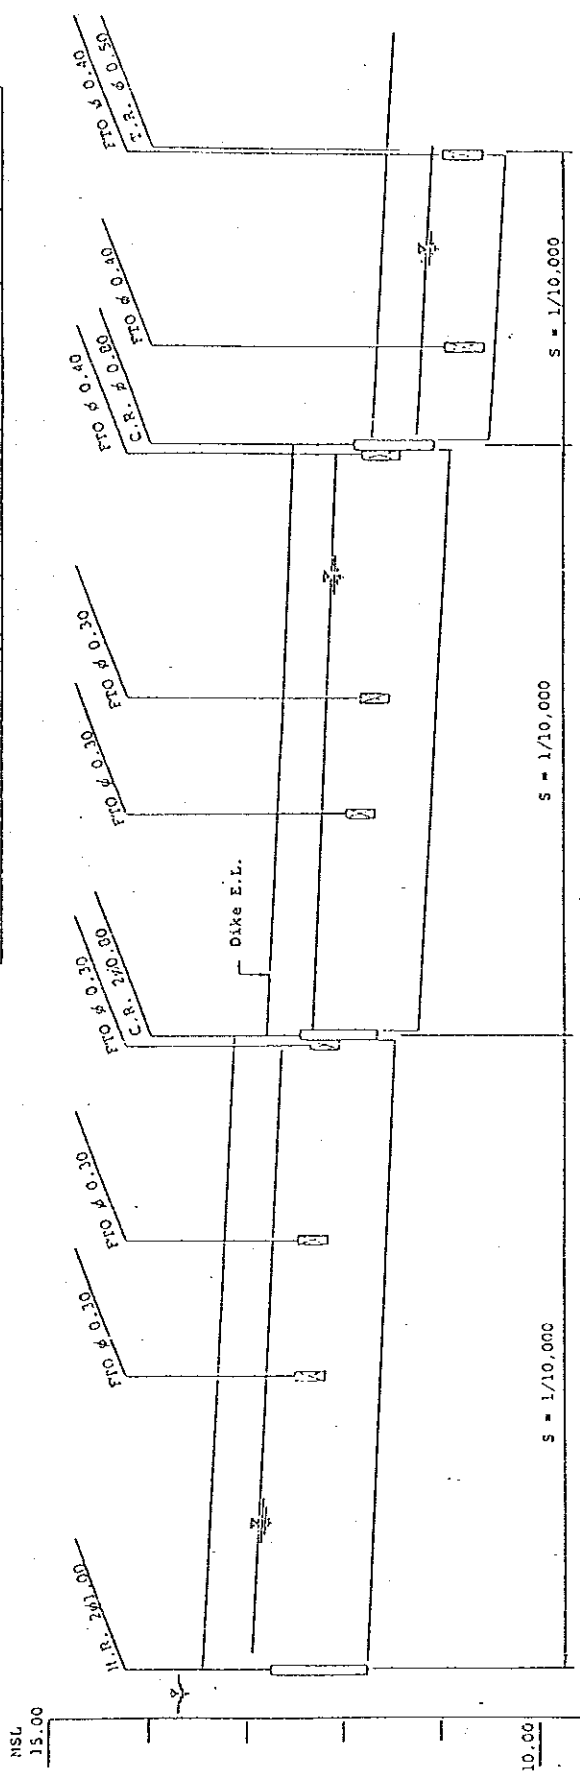 MSL
15.00
10.00
H.R. 2ø1.00
FTO ø 0.30
FTO ø 0.30
FTO ø 0.30
C.R. 2ø0.80
Dike E.L.
FTO ø 0.30
FTO ø 0.30
FTO ø 0.40
C.R. ø 0.80
FTO ø 0.40
FTO ø 0.40
T.R. ø 0.50
S = 1/10,000
S = 1/10,000
S = 1/10,000